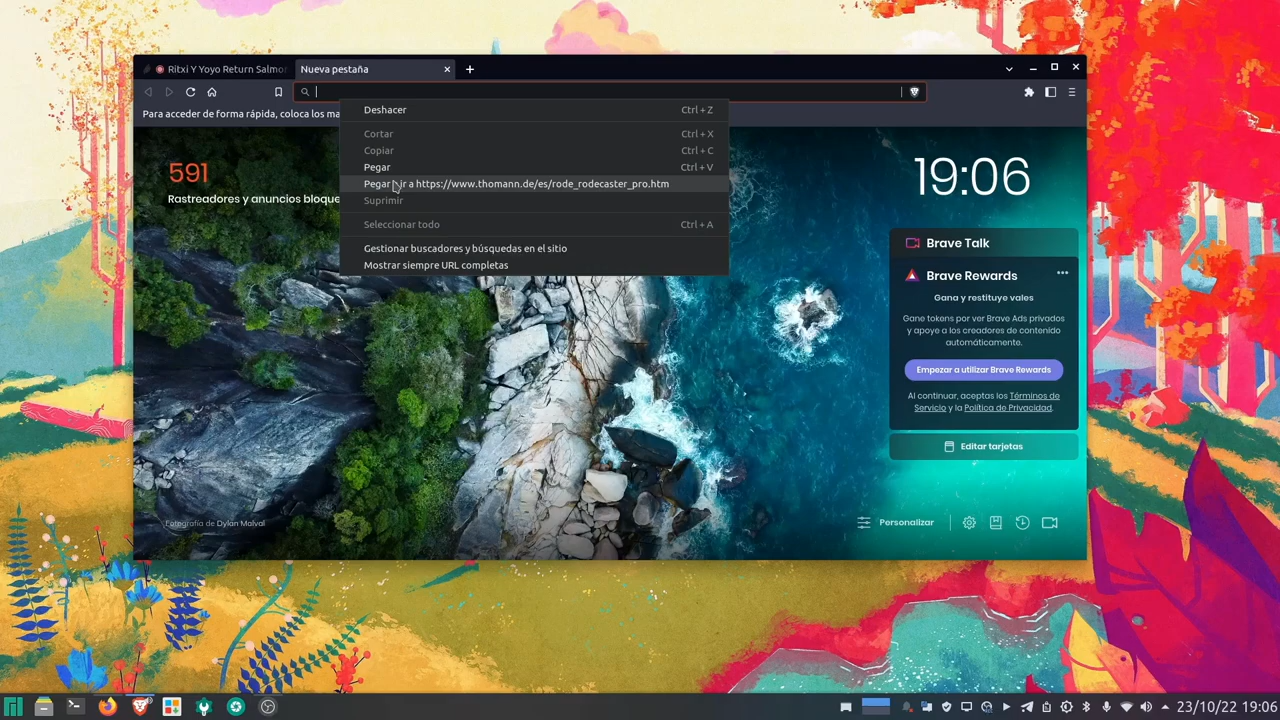 Ritxi Y Yoyo Return Salmor
Nueva pestaña
Para acceder de forma rápida, coloca los ma
Deshacer Ctrl + Z
Cortar Ctrl + X
Copiar Ctrl + C
Pegar Ctrl + V
Pegar ir a https://www.thomann.de/es/rode_rodecaster_pro.htm
Suprimir
Seleccionar todo Ctrl + A
Gestionar buscadores y búsquedas en el sitio
Mostrar siempre URL completas
591
Rastreadores y anuncios bloque
19:06
Brave Talk
Brave Rewards
Gana y restituye vales
Gane tokens por ver Brave Ads privados
y apoye a los creadores de contenido
automáticamente.
Empezar a utilizar Brave Rewards
Al continuar, aceptas los Términos de
Servicio y la Política de Privacidad.
Editar tarjetas
Fotografía de Dylan Malval
Personalizar
23/10/22 19:06